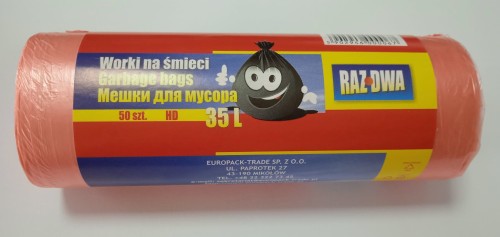 Worki na śmieci
Garbage bags
Мешки для мусора
50 szt. HD 35 L
RAZ DWA
EUROPACK-TRADE SP. Z O.O.
UL. PAPROTEK 27
43-190 MIKOŁÓW